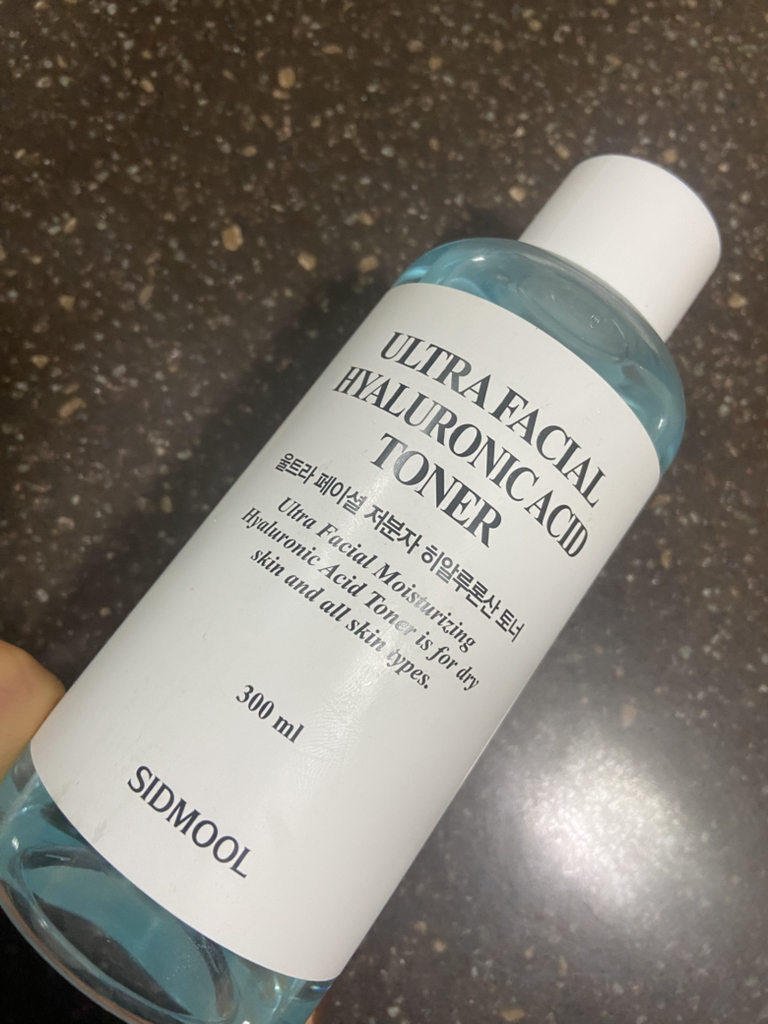 ULTRA FACIAL
HYALURONIC ACID
TONER
울트라 페이셜 저분자 히알루론산 토너
Ultra Facial Moisturizing
Hyaluronic Acid Toner is for dry
skin and all skin types.
300 ml
SIDMOOL